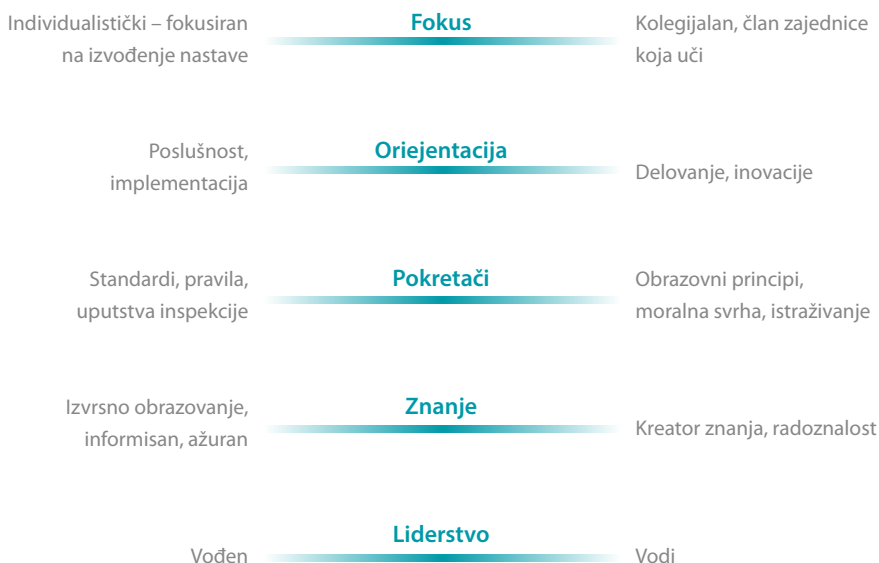 Individualistički – fokusiran
na izvođenje nastave
Fokus
Kolegijalan, član zajednice
koja uči
Poslušnost,
implementacija
Oriejentacija
Delovanje, inovacije
Standardi, pravila,
uputstva inspekcije
Pokretači
Obrazovni principi,
moralna svrha, istraživanje
Izvrsno obrazovanje,
informisan, ažuran
Znanje
Kreator znanja, radoznalost
Vođen
Liderstvo
Vodi